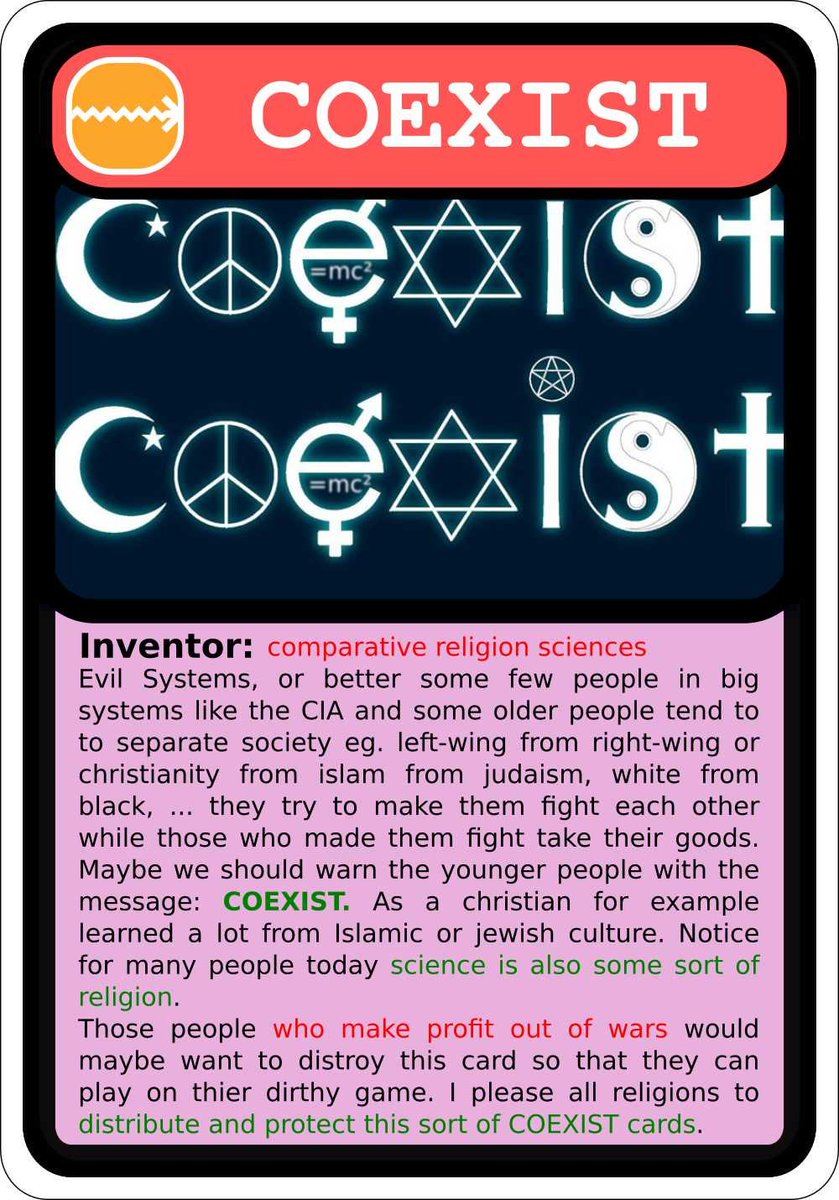 COEXIST
Coexist
=mc²
Coexist
=mc²
Inventor: comparative religion sciences
Evil Systems, or better some few people in big
systems like the CIA and some older people tend to
to separate society eg. left-wing from right-wing or
christianity from islam from judaism, white from
black, ... they try to make them fight each other
while those who made them fight take their goods.
Maybe we should warn the younger people with the
message: COEXIST. As a christian for example
learned a lot from Islamic or jewish culture. Notice
for many people today science is also some sort of
religion.
Those people who make profit out of wars would
maybe want to distroy this card so that they can
play on thier dirthy game. I please all religions to
distribute and protect this sort of COEXIST cards.